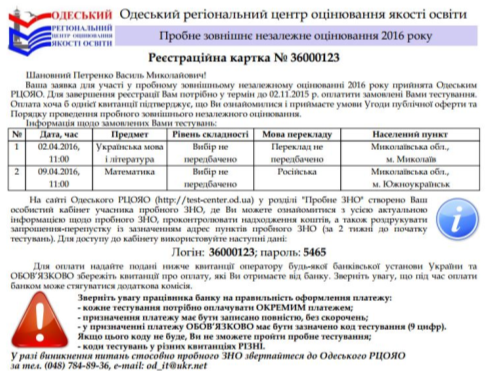 ОДЕСЬКИЙ
РЕГІОНАЛЬНИЙ
ЦЕНТР ОЦІНЮВАННЯ
ЯКОСТІ ОСВІТИ
Одеський регіональний центр оцінювання якості освіти
Пробне зовнішнє незалежне оцінювання 2016 року
Реєстраційна картка № 36000123
Шановний Петренко Василь Миколайович!
Ваша заявка для участі у пробному зовнішньому незалежному оцінюванні 2016 року прийнята Одеським
РЦОЯО. Для завершення реєстрації Вам потрібно у термін до 02.11.2015 р. оплатити замовлені Вами тестування.
Оплата хоча б однієї квитанції підтверджує, що Ви ознайомилися і приймаєте умови Угоди публічної оферти та
Порядку проведення пробного зовнішнього незалежного оцінювання.
Інформація щодо замовлених Вами тестувань:
№ Дата, час Предмет Рівень складності Мова перекладу Населений пункт
1 02.04.2016, 11:00 Українська мова і література Вибір не передбачено Переклад не передбачено Миколаївська обл., м. Миколаїв
2 09.04.2016, 11:00 Математика Вибір не передбачено Російська Миколаївська обл., м. Южноукраїнськ
На сайті Одеського РЦОЯО (http://test-center.od.ua) у розділі "Пробне ЗНО" створено Ваш
особистий кабінет учасника пробного ЗНО, де Ви можете ознайомитися з усією актуальною
інформацією щодо пробного ЗНО, проконтролювати надходження коштів, а також роздрукувати
запрошення-перепустку із зазначенням адрес пунктів пробного ЗНО (за 2 тижні до початку
тестувань). Для доступу до кабінету використовуйте наступні дані:
Логін: 36000123; пароль: 5465
Для оплати надайте подані нижче квитанції оператору будь-якої банківської установи України та
ОБОВ'ЯЗКОВО збережіть квитанції про оплату, які Ви отримаєте від банку. Зверніть увагу, що під час оплати
банком може стягуватися додаткова комісія.
Зверніть увагу працівника банку на правильність оформлення платежу:
- кожне тестування потрібно оплачувати ОКРЕМИМ платежем;
- призначення платежу має бути записано повністю, без скорочень;
- у призначенні платежу ОБОВ'ЯЗКОВО має бути зазначено код тестування (9 цифр).
Якщо цього коду не буде, Ви не зможете пройти пробне тестування;
- коди тестувань у різних квитанціях РІЗНІ.
У разі виникнення питань стосовно пробного ЗНО звертайтеся до Одеського РЦОЯО
за тел. (048) 784-89-36, e-mail: od_it@ukr.net